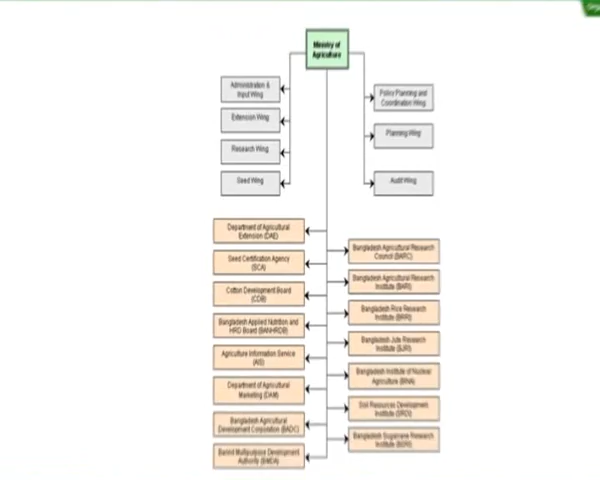 Ministry of
Agriculture
Administration &
Input Wing
Extension Wing
Research Wing
Seed Wing
Policy Planning and
Coordination Wing
Planning Wing
Audit Wing
Department of Agricultural
Extension (DAE)
Seed Certification Agency
(SCA)
Cotton Development Board
(CDB)
Bangladesh Applied Nutrition and
HRD Board (BANHRDB)
Agriculture Information Service
(AIS)
Department of Agricultural
Marketing (DAM)
Bangladesh Agricultural
Development Corporation (BADC)
Barind Multipurpose Development
Authority (BMDA)
Bangladesh Agricultural Research
Council (BARC)
Bangladesh Agricultural Research
Institute (BARI)
Bangladesh Rice Research
Institute (BRRI)
Bangladesh Jute Research
Institute (BJRI)
Bangladesh Institute of Nuclear
Agriculture (BINA)
Soil Resources Development
Institute (SRDI)
Bangladesh Sugarcane Research
Institute (BSRI)